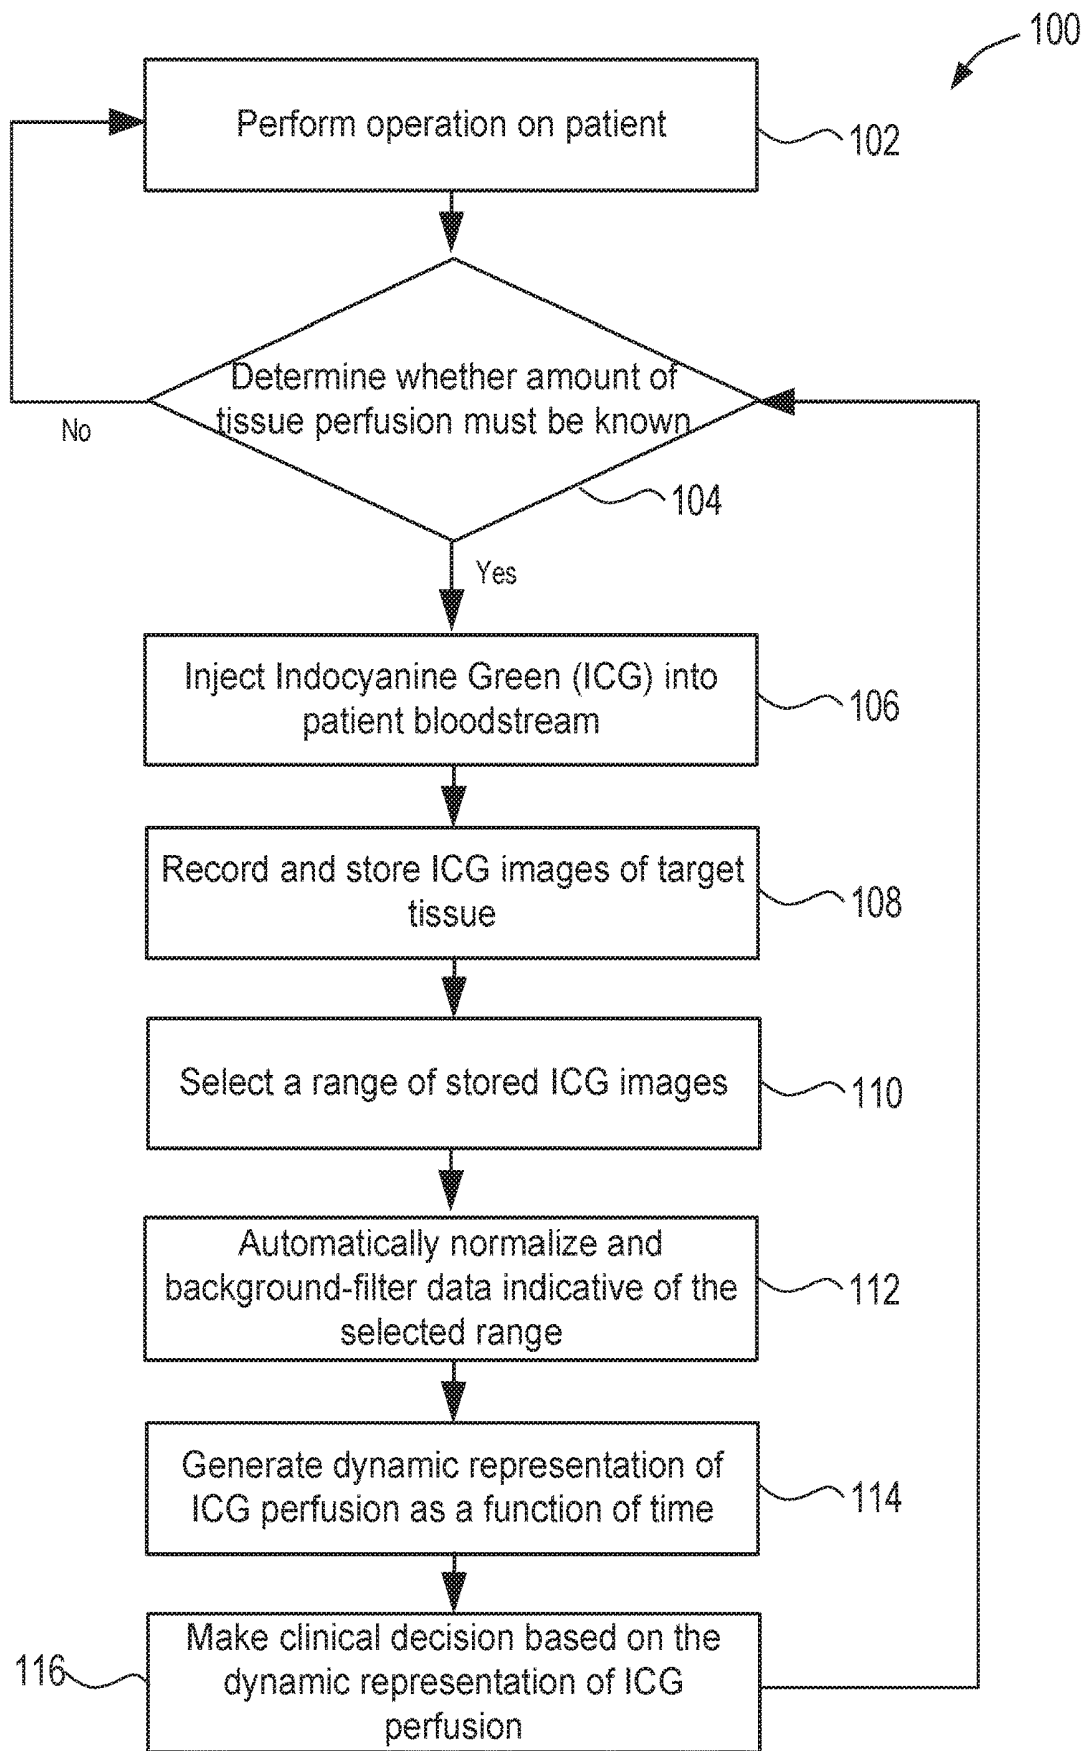 100
Perform operation on patient
102
Determine whether amount of
tissue perfusion must be known
No
104
Yes
Inject Indocyanine Green (ICG) into
patient bloodstream
106
Record and store ICG images of target
tissue
108
Select a range of stored ICG images
110
Automatically normalize and
background-filter data indicative of the
selected range
112
Generate dynamic representation of
ICG perfusion as a function of time
114
116
Make clinical decision based on the
dynamic representation of ICG
perfusion